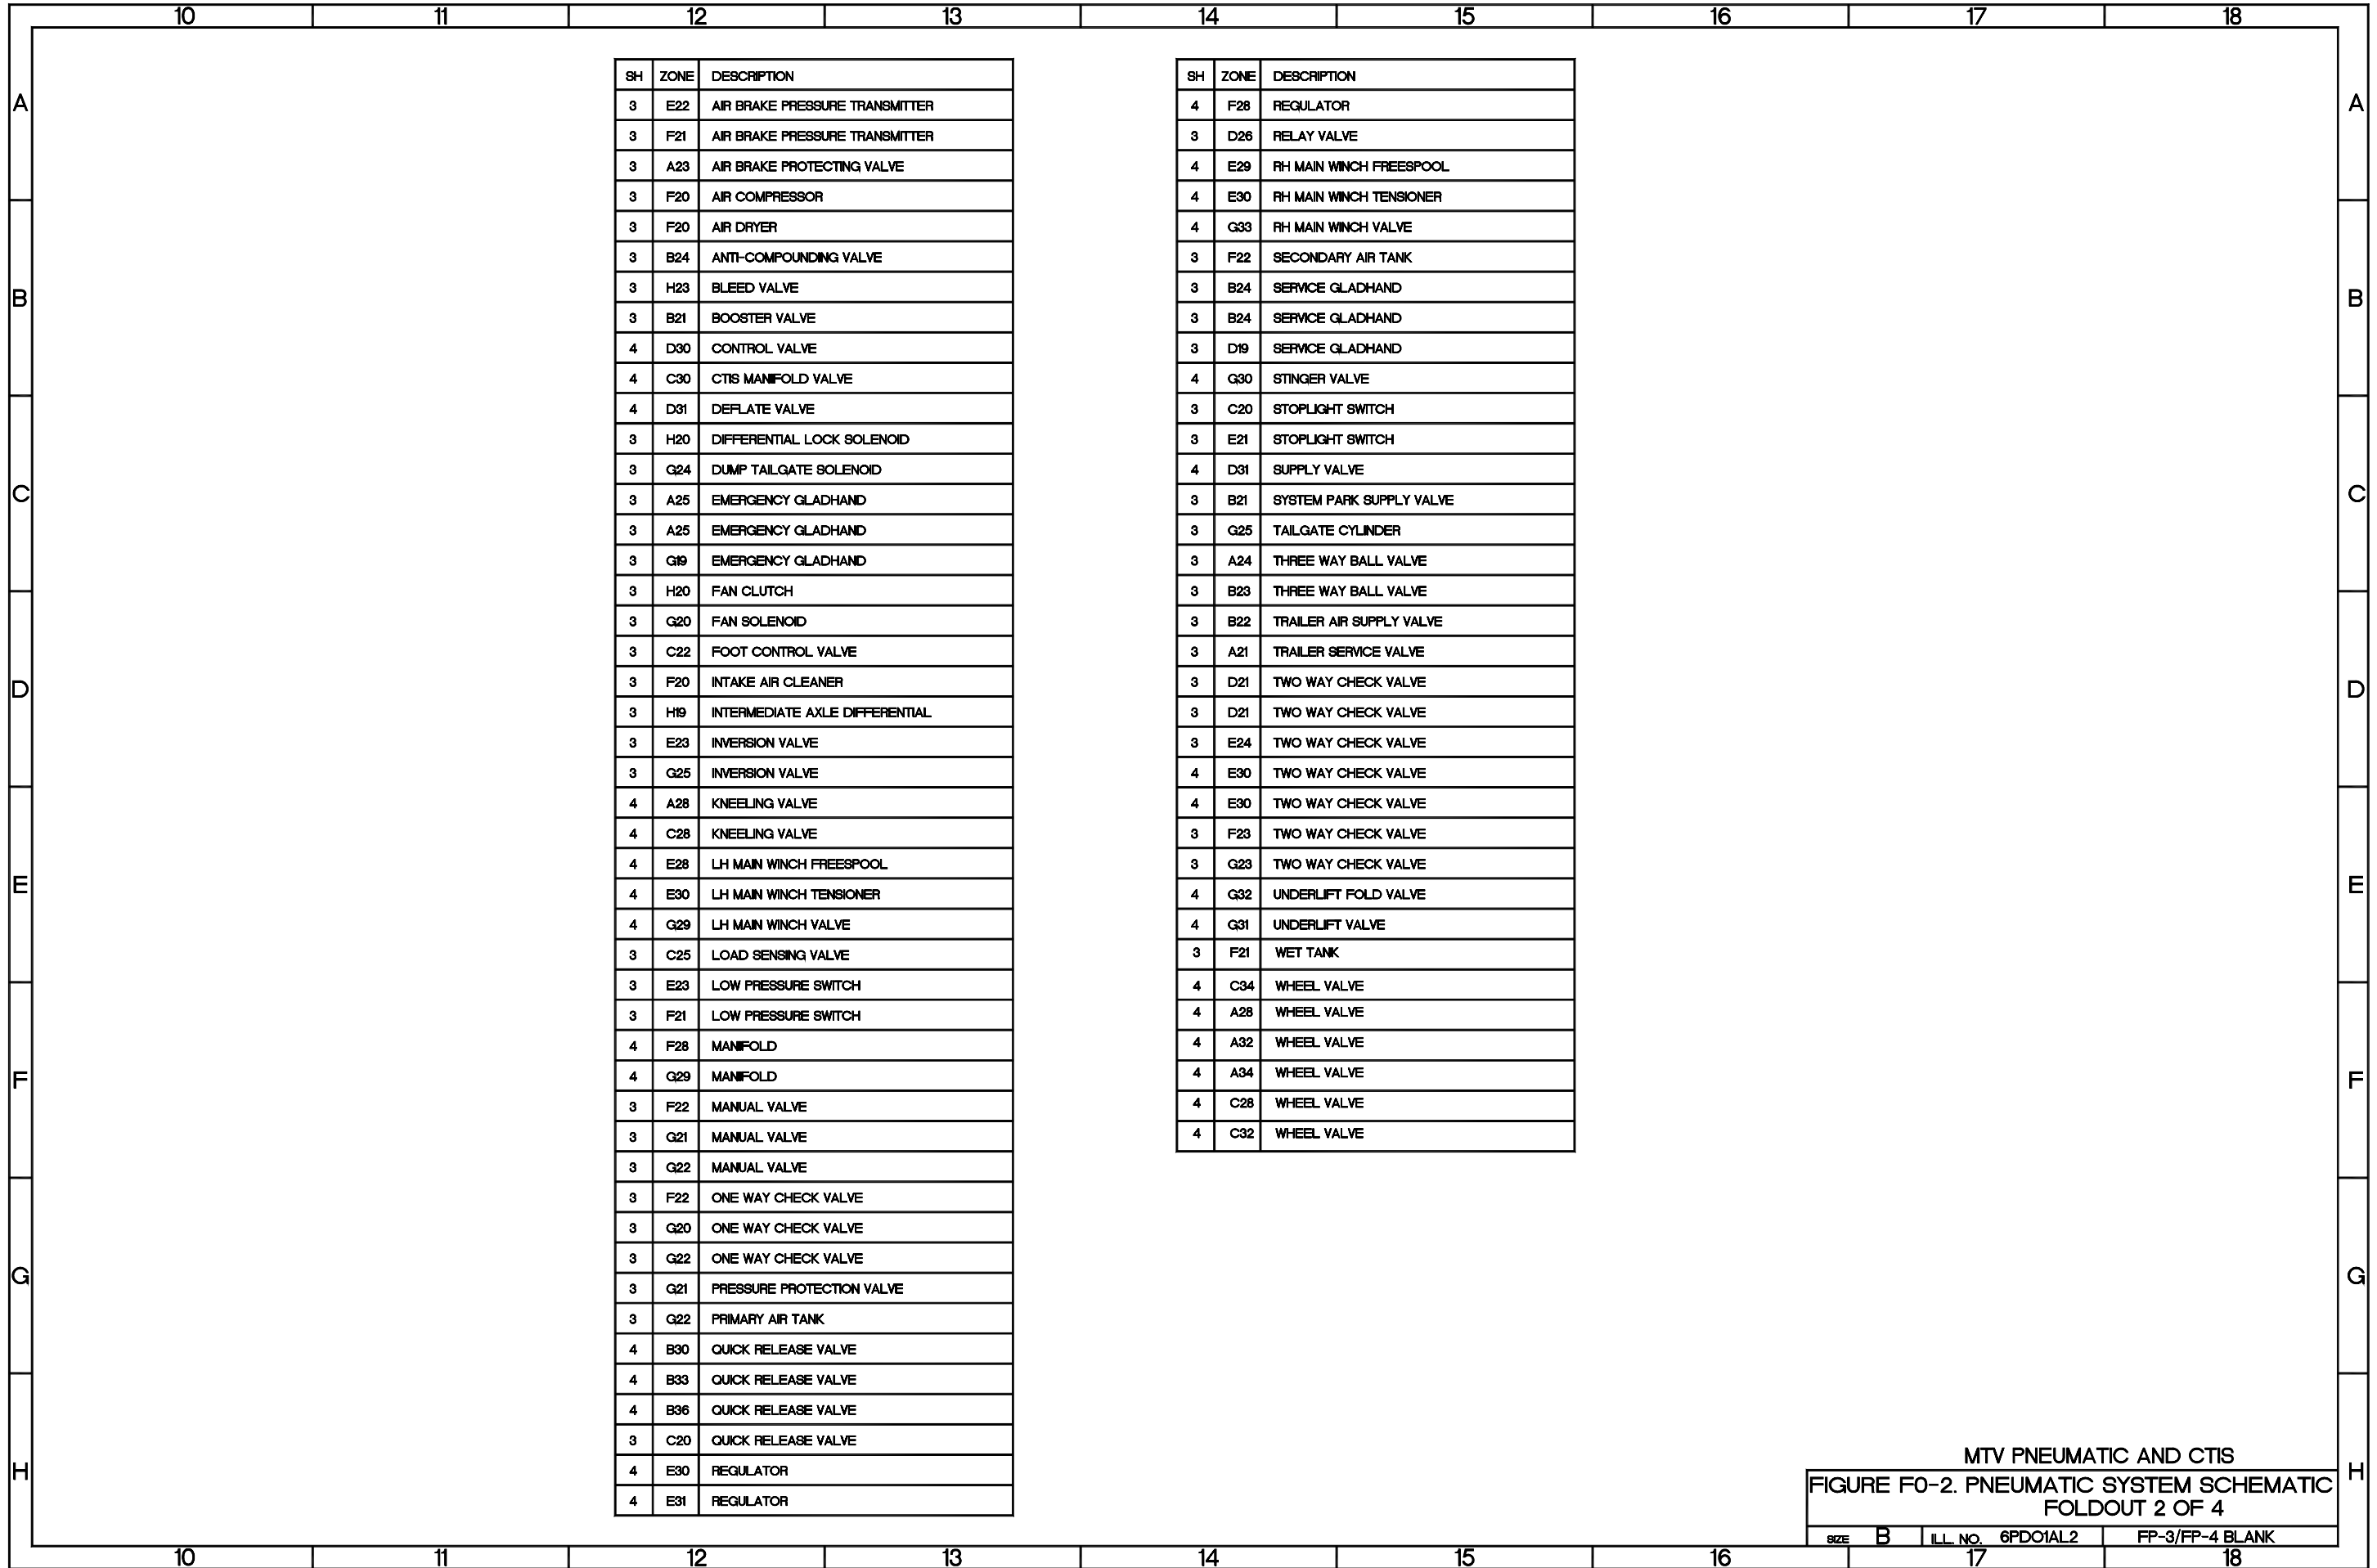 10 11 12 13 14 15 16 17 18
A
B
C
D
E
F
G
H
SH ZONE DESCRIPTION
3 E22 AIR BRAKE PRESSURE TRANSMITTER
3 F21 AIR BRAKE PRESSURE TRANSMITTER
3 A23 AIR BRAKE PROTECTING VALVE
3 F20 AIR COMPRESSOR
3 F20 AIR DRYER
3 B24 ANTI-COMPOUNDING VALVE
3 H23 BLEED VALVE
3 B21 BOOSTER VALVE
4 D30 CONTROL VALVE
4 C30 CTIS MANIFOLD VALVE
4 D31 DEFLATE VALVE
3 H20 DIFFERENTIAL LOCK SOLENOID
3 G24 DUMP TAILGATE SOLENOID
3 A25 EMERGENCY GLADHAND
3 A25 EMERGENCY GLADHAND
3 G19 EMERGENCY GLADHAND
3 H20 FAN CLUTCH
3 G20 FAN SOLENOID
3 C22 FOOT CONTROL VALVE
3 F20 INTAKE AIR CLEANER
3 H19 INTERMEDIATE AXLE DIFFERENTIAL
3 E23 INVERSION VALVE
3 G25 INVERSION VALVE
4 A28 KNEELING VALVE
4 C28 KNEELING VALVE
4 E28 LH MAIN WINCH FREESPOOL
4 E30 LH MAIN WINCH TENSIONER
4 G29 LH MAIN WINCH VALVE
3 C25 LOAD SENSING VALVE
3 E23 LOW PRESSURE SWITCH
3 F21 LOW PRESSURE SWITCH
4 F28 MANIFOLD
4 G29 MANIFOLD
3 F22 MANUAL VALVE
3 G21 MANUAL VALVE
3 G22 MANUAL VALVE
3 F22 ONE WAY CHECK VALVE
3 G20 ONE WAY CHECK VALVE
3 G22 ONE WAY CHECK VALVE
3 G21 PRESSURE PROTECTION VALVE
3 G22 PRIMARY AIR TANK
4 B30 QUICK RELEASE VALVE
4 B33 QUICK RELEASE VALVE
4 B36 QUICK RELEASE VALVE
3 C20 QUICK RELEASE VALVE
4 E30 REGULATOR
4 E31 REGULATOR
SH ZONE DESCRIPTION
4 F28 REGULATOR
3 D26 RELAY VALVE
4 E29 RH MAIN WINCH FREESPOOL
4 E30 RH MAIN WINCH TENSIONER
4 G33 RH MAIN WINCH VALVE
3 F22 SECONDARY AIR TANK
3 B24 SERVICE GLADHAND
3 B24 SERVICE GLADHAND
3 D19 SERVICE GLADHAND
4 G30 STINGER VALVE
3 C20 STOPLIGHT SWITCH
3 E21 STOPLIGHT SWITCH
4 D31 SUPPLY VALVE
3 B21 SYSTEM PARK SUPPLY VALVE
3 G25 TAILGATE CYLINDER
3 A24 THREE WAY BALL VALVE
3 B23 THREE WAY BALL VALVE
3 B22 TRAILER AIR SUPPLY VALVE
3 A21 TRAILER SERVICE VALVE
3 D21 TWO WAY CHECK VALVE
3 D21 TWO WAY CHECK VALVE
3 E24 TWO WAY CHECK VALVE
4 E30 TWO WAY CHECK VALVE
4 E30 TWO WAY CHECK VALVE
3 F23 TWO WAY CHECK VALVE
3 G23 TWO WAY CHECK VALVE
4 G32 UNDERLIFT FOLD VALVE
4 G31 UNDERLIFT VALVE
3 F21 WET TANK
4 C34 WHEEL VALVE
4 A28 WHEEL VALVE
4 A32 WHEEL VALVE
4 A34 WHEEL VALVE
4 C28 WHEEL VALVE
4 C32 WHEEL VALVE
A
B
C
D
E
F
G
H
MTV PNEUMATIC AND CTIS
FIGURE F0-2. PNEUMATIC SYSTEM SCHEMATIC
FOLDOUT 2 OF 4
SIZE B ILL. NO. 6PD01AL2 FP-3/FP-4 BLANK
10 11 12 13 14 15 16 17 18